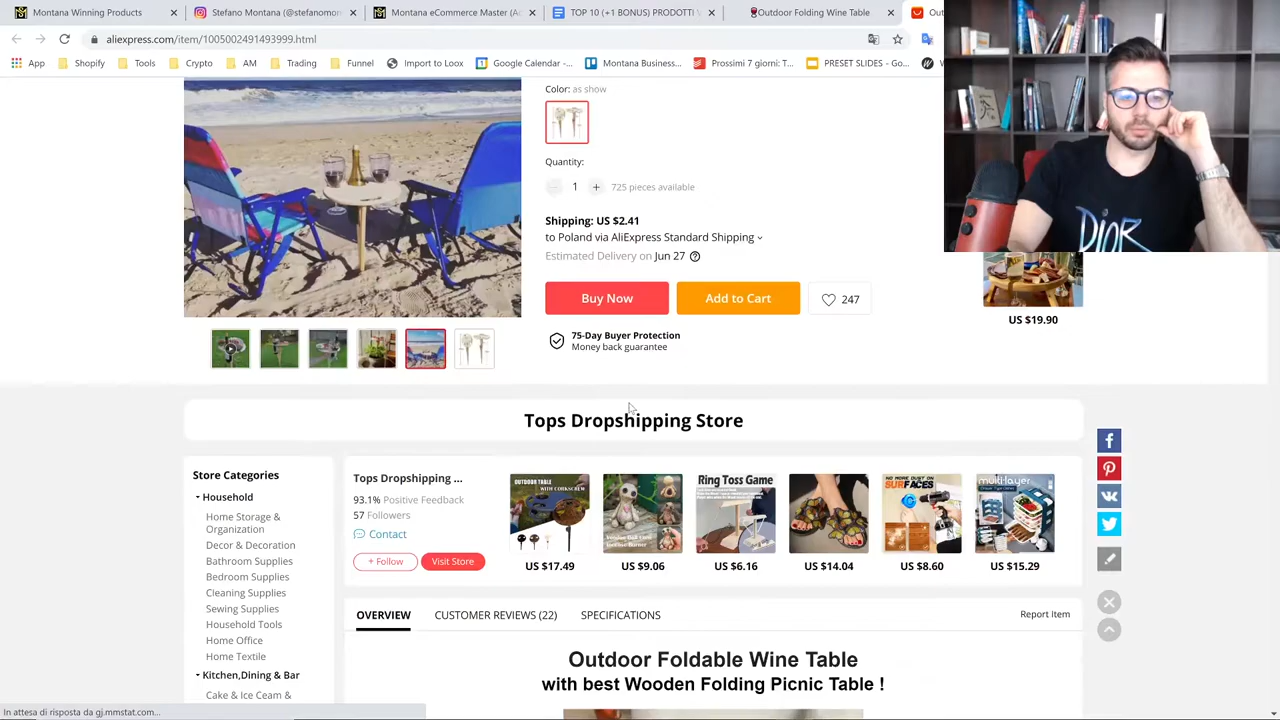 Montana Winning Products
Stefano Montana (@stefanomon
Montana eCommerce Master (A
TOP 10 (+1 BONUS) PRODOTTI V
Outdoor Folding Wine Table
Out
aliexpress.com/item/1005002491493999.html
App
Shopify
Tools
Crypto
AM
Trading
Funnel
Import to Loox
Google Calendar -...
Montana Business...
Prossimi 7 giorni: T...
PRESET SLIDES - Go...
W
DIOR
Color: as show
Quantity:
1
725 pieces available
Shipping: US $2.41
to Poland via AliExpress Standard Shipping
Estimated Delivery on Jun 27
Buy Now
Add to Cart
247
75-Day Buyer Protection
Money back guarantee
US $19.90
Tops Dropshipping Store
Store Categories
Household
Home Storage &
Organization
Decor & Decoration
Bathroom Supplies
Bedroom Supplies
Cleaning Supplies
Sewing Supplies
Household Tools
Home Office
Home Textile
Kitchen,Dining & Bar
Cake & Ice Ceam &
Tops Dropshipping ...
93.1% Positive Feedback
57 Followers
Contact
+ Follow
Visit Store
OUTDOOR TABLE
WITH CORKSCREW
US $17.49
US $9.06
Ring Toss Game
US $6.16
US $14.04
NO MORE DUST ON
SURFACES
US $8.60
multi-layer
US $15.29
OVERVIEW
CUSTOMER REVIEWS (22)
SPECIFICATIONS
Report Item
Outdoor Foldable Wine Table
with best Wooden Folding Picnic Table !
In attesa di risposta da gj.mmstat.com...